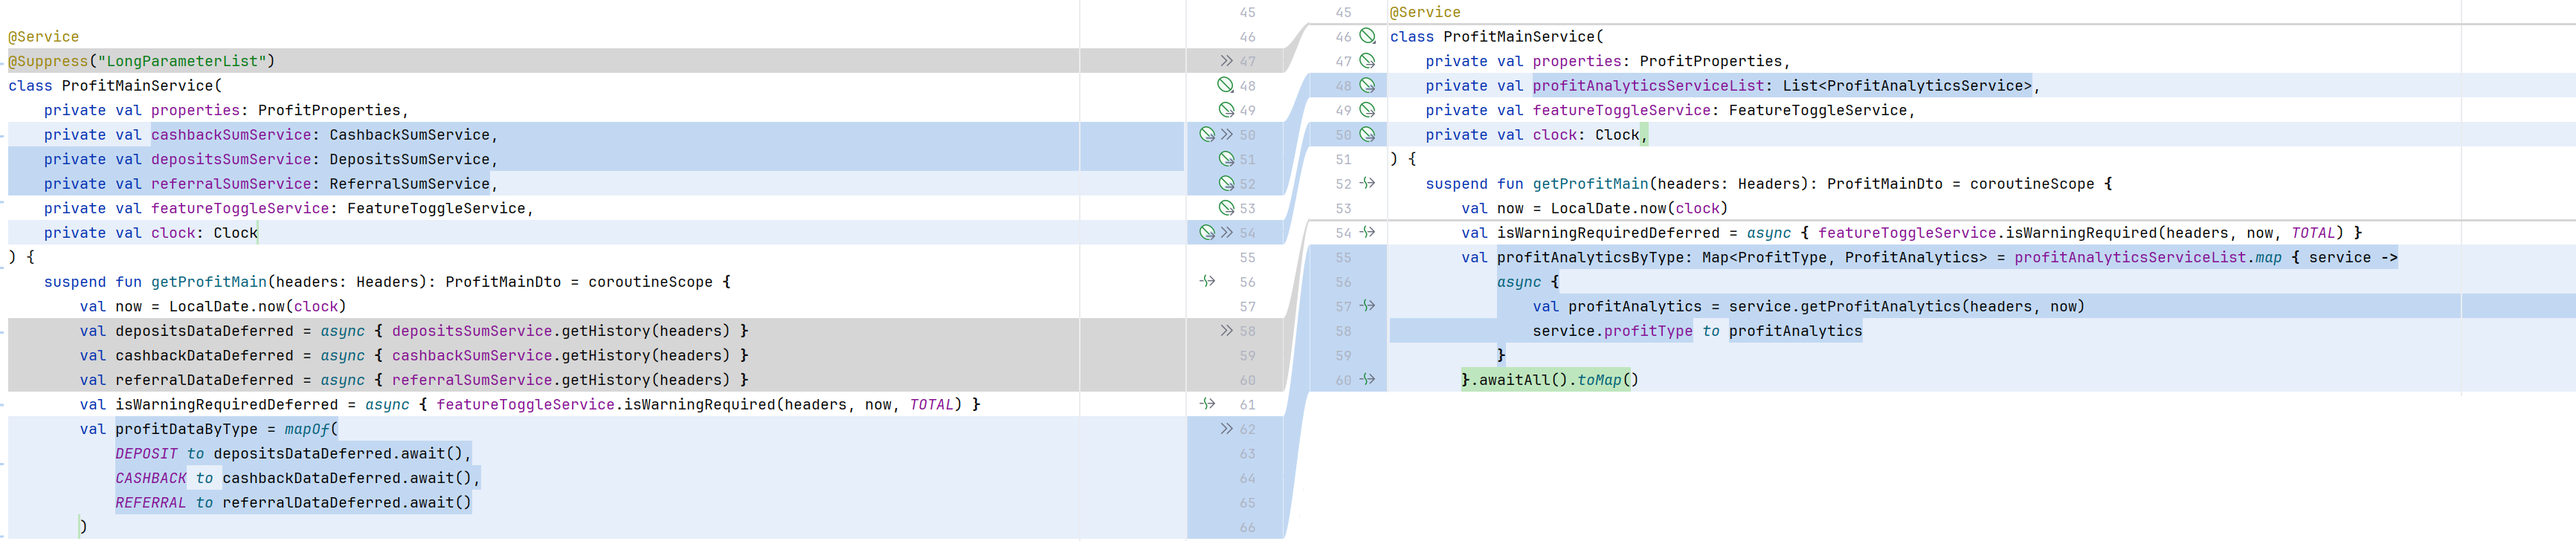 @Service
@Suppress("LongParameterList")
class ProfitMainService(
    private val properties: ProfitProperties,
    private val cashbackSumService: CashbackSumService,
    private val depositsSumService: DepositsSumService,
    private val referralSumService: ReferralSumService,
    private val featureToggleService: FeatureToggleService,
    private val clock: Clock
) {
    suspend fun getProfitMain(headers: Headers): ProfitMainDto = coroutineScope {
        val now = LocalDate.now(clock)
        val depositsDataDeferred = async { depositsSumService.getHistory(headers) }
        val cashbackDataDeferred = async { cashbackSumService.getHistory(headers) }
        val referralDataDeferred = async { referralSumService.getHistory(headers) }
        val isWarningRequiredDeferred = async { featureToggleService.isWarningRequired(headers, now, TOTAL) }
        val profitDataByType = mapOf(
            DEPOSIT to depositsDataDeferred.await(),
            CASHBACK to cashbackDataDeferred.await(),
            REFERRAL to referralDataDeferred.await()
        )
45
46
47
48
49
50
51
52
53
54
55
56
57
58
59
60
61
62
63
64
65
66
45 @Service
46 class ProfitMainService(
47     private val properties: ProfitProperties,
48     private val profitAnalyticsServiceList: List<ProfitAnalyticsService>,
49     private val featureToggleService: FeatureToggleService,
50     private val clock: Clock,
51 ) {
52     suspend fun getProfitMain(headers: Headers): ProfitMainDto = coroutineScope {
53         val now = LocalDate.now(clock)
54         val isWarningRequiredDeferred = async { featureToggleService.isWarningRequired(headers, now, TOTAL) }
55         val profitAnalyticsByType: Map<ProfitType, ProfitAnalytics> = profitAnalyticsServiceList.map { service ->
56             async {
57                 val profitAnalytics = service.getProfitAnalytics(headers, now)
58                 service.profitType to profitAnalytics
59             }
60         }.awaitAll().toMap()